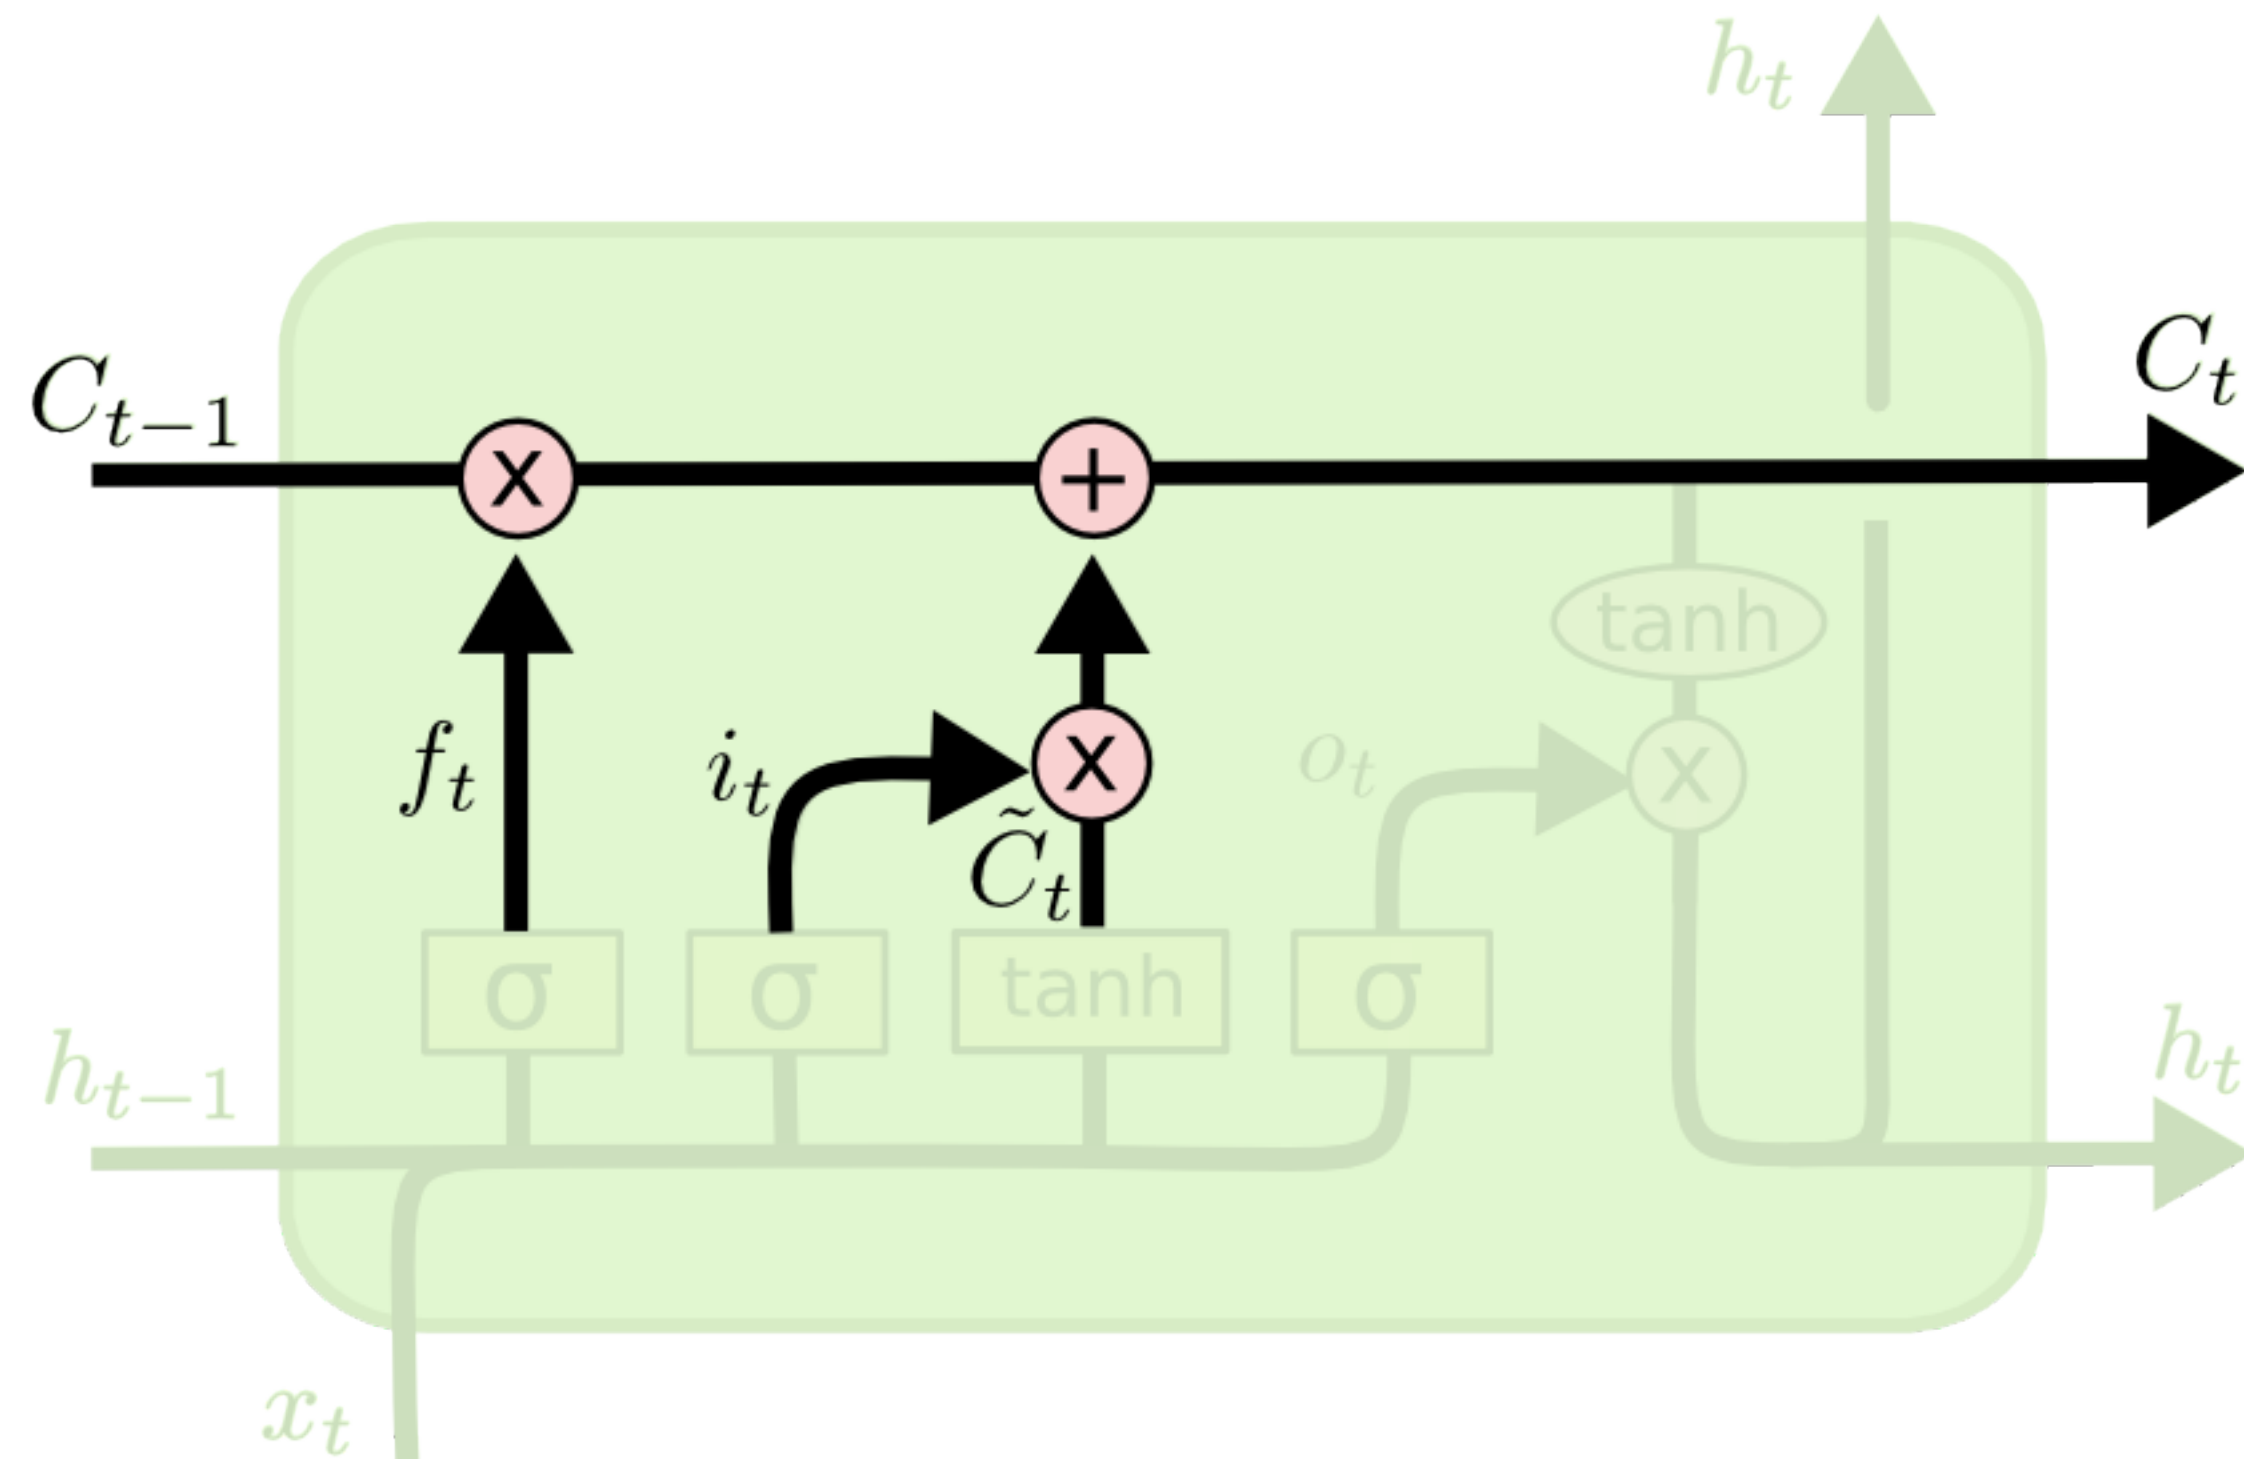 h_t
C_{t-1}
C_t
x
+
tanh
f_t
i_t
x
o_t
x
C̃_t
σ
σ
tanh
σ
h_{t-1}
h_t
x_t